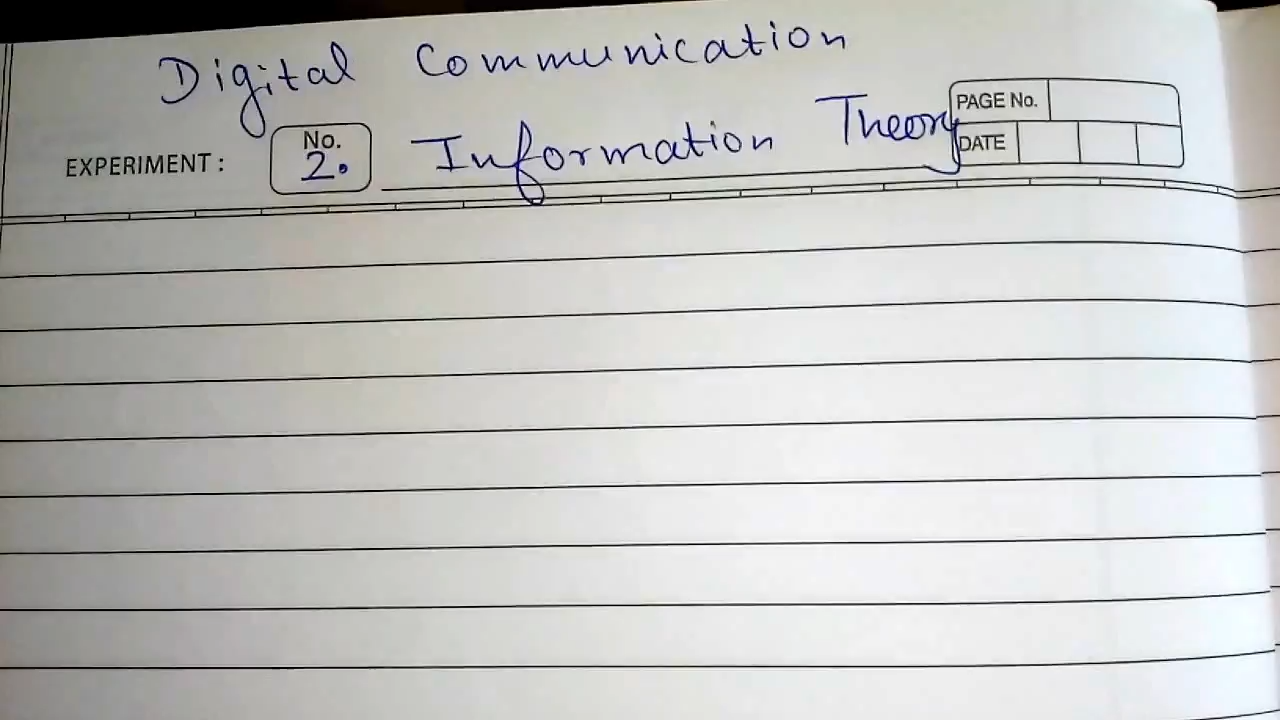 Digital Communication
EXPERIMENT: No. 2. Information Theory
PAGE No.
DATE